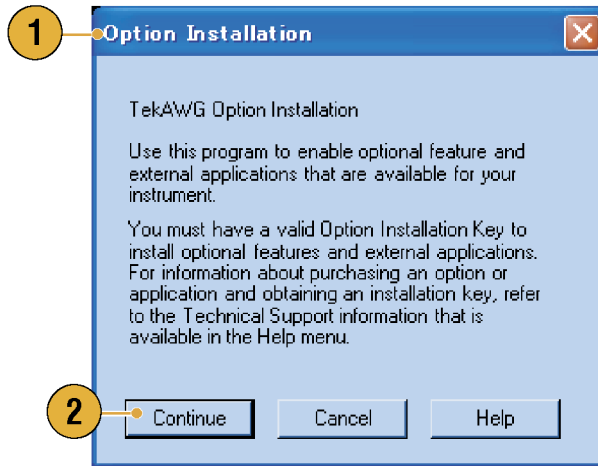 1
Option Installation
TekAWG Option Installation
Use this program to enable optional feature and
external applications that are available for your
instrument.
You must have a valid Option Installation Key to
install optional features and external applications.
For information about purchasing an option or
application and obtaining an installation key, refer
to the Technical Support information that is
available in the Help menu.
2
Continue Cancel Help